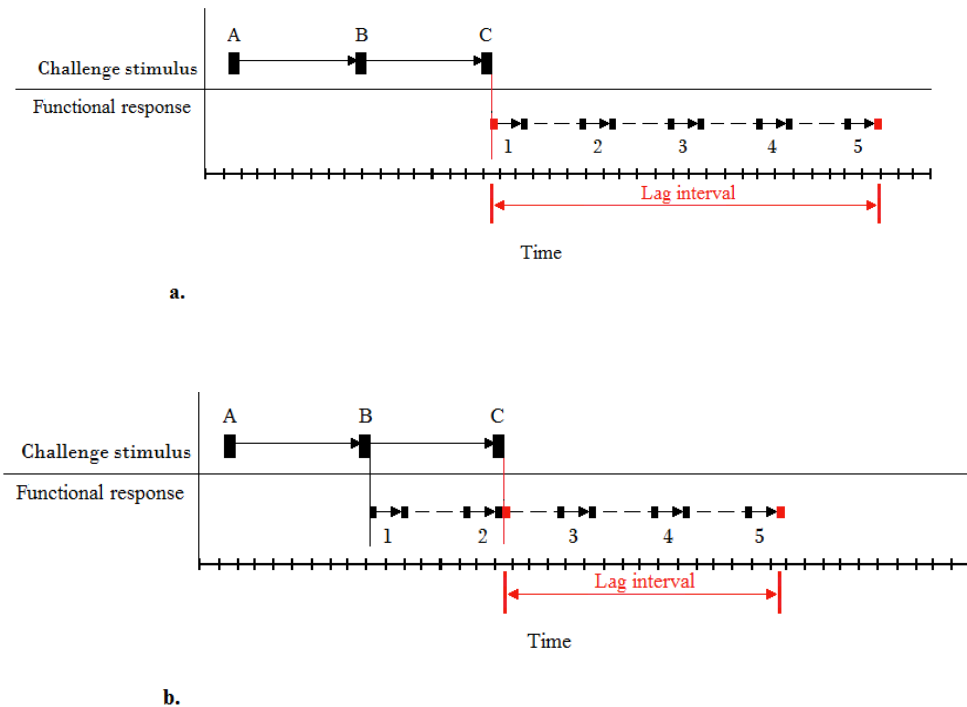 A B C
Challenge stimulus
Functional response
1 2 3 4 5
Lag interval
Time
a.
A B C
Challenge stimulus
Functional response
1 2 3 4 5
Lag interval
Time
b.